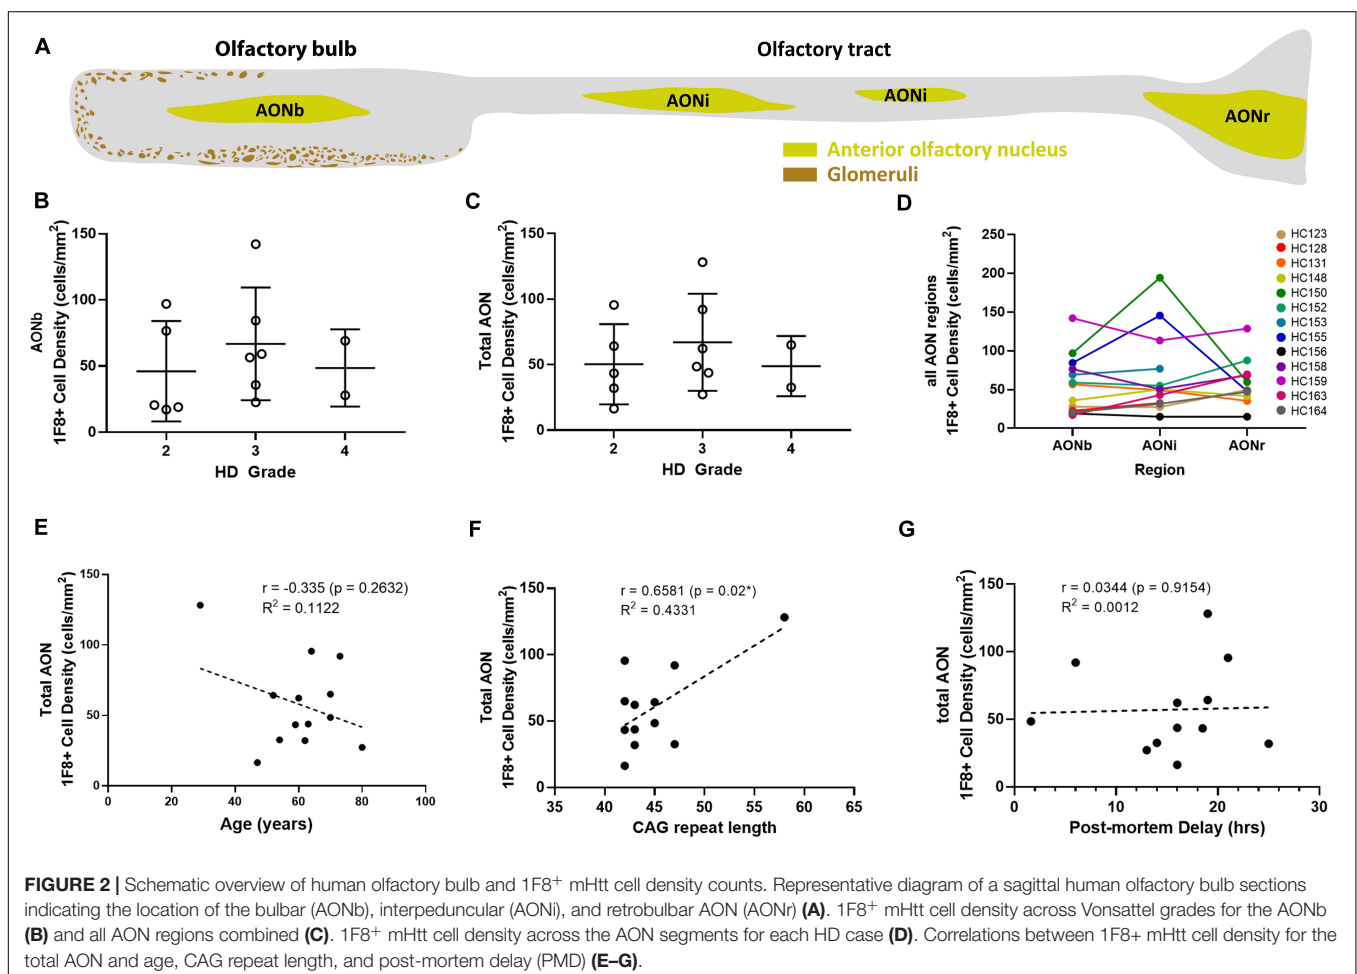 A
Olfactory bulb
Olfactory tract
AONb
AONi
AONi
AONr
Anterior olfactory nucleus
Glomeruli
B
AONb
1F8+ Cell Density (cells/mm²)
150
100
50
0
2
3
4
HD Grade
C
Total AON
1F8+ Cell Density (cells/mm²)
150
100
50
0
2
3
4
HD Grade
D
all AON regions
1F8+ Cell Density (cells/mm²)
250
200
150
100
50
0
AONb
AONi
AONr
Region
HC123
HC128
HC131
HC148
HC150
HC152
HC153
HC155
HC156
HC158
HC159
HC163
HC164
E
Total AON
1F8+ Cell Density (cells/mm²)
150
100
50
0
r = -0.335 (p = 0.2632)
R² = 0.1122
0
20
40
60
80
100
Age (years)
F
Total AON
1F8+ Cell Density (cells/mm²)
150
100
50
0
r = 0.6581 (p = 0.02*)
R² = 0.4331
35
40
45
50
55
60
65
CAG repeat length
G
total AON
1F8+ Cell Density (cells/mm²)
150
100
50
0
r = 0.0344 (p = 0.9154)
R² = 0.0012
0
10
20
30
Post-mortem Delay (hrs)
FIGURE 2 | Schematic overview of human olfactory bulb and 1F8⁺ mHtt cell density counts. Representative diagram of a sagittal human olfactory bulb sections
indicating the location of the bulbar (AONb), interpeduncular (AONi), and retrobulbar AON (AONr) (A). 1F8⁺ mHtt cell density across Vonsattel grades for the AONb
(B) and all AON regions combined (C). 1F8⁺ mHtt cell density across the AON segments for each HD case (D). Correlations between 1F8+ mHtt cell density for the
total AON and age, CAG repeat length, and post-mortem delay (PMD) (E–G).